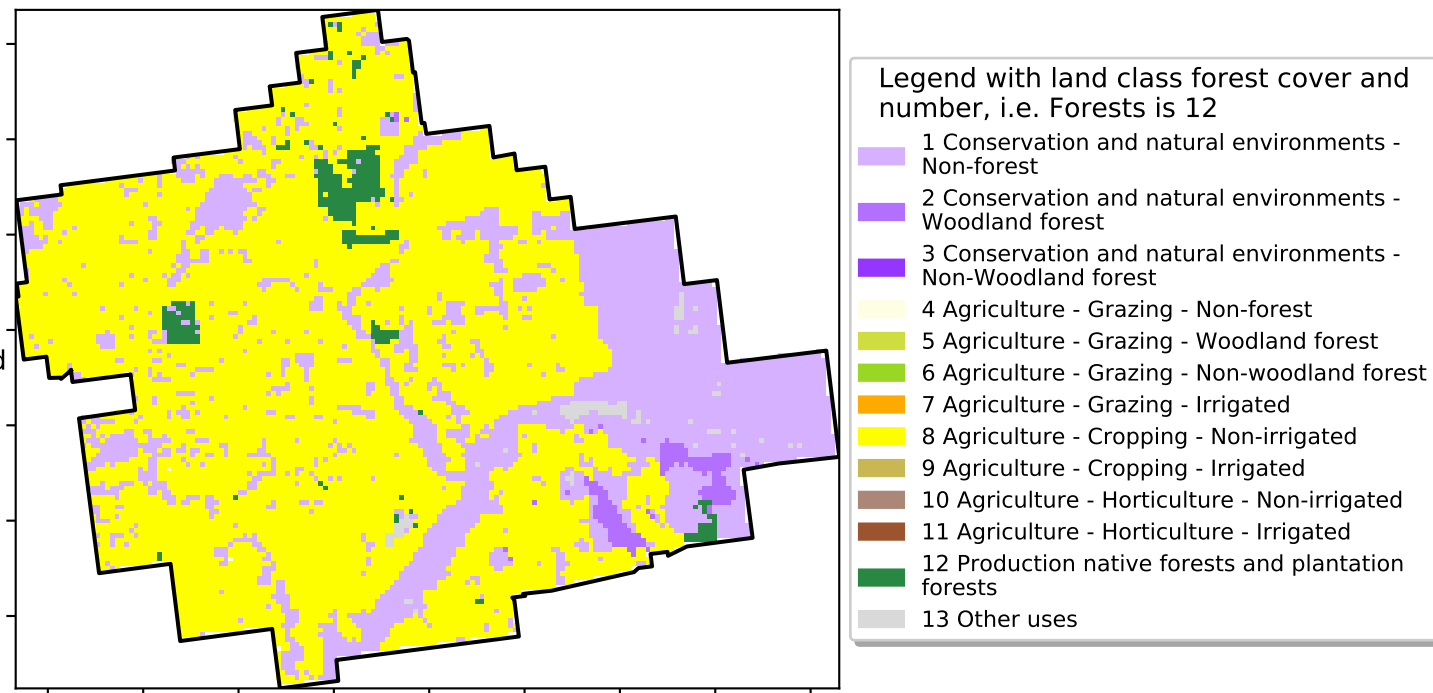 d
Legend with land class forest cover and
number, i.e. Forests is 12
1 Conservation and natural environments -
Non-forest
2 Conservation and natural environments -
Woodland forest
3 Conservation and natural environments -
Non-Woodland forest
4 Agriculture - Grazing - Non-forest
5 Agriculture - Grazing - Woodland forest
6 Agriculture - Grazing - Non-woodland forest
7 Agriculture - Grazing - Irrigated
8 Agriculture - Cropping - Non-irrigated
9 Agriculture - Cropping - Irrigated
10 Agriculture - Horticulture - Non-irrigated
11 Agriculture - Horticulture - Irrigated
12 Production native forests and plantation
forests
13 Other uses